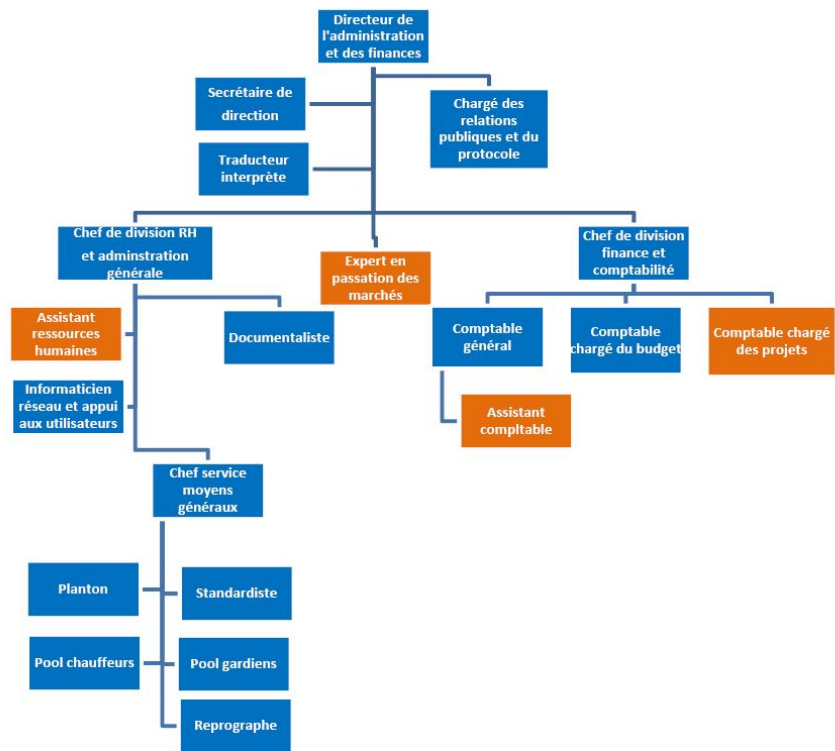 Directeur de
l'administration
et des finances
Secrétaire de
direction
Chargé des
relations
publiques et du
protocole
Traducteur
interprète
Chef de division RH
et adminstration
générale
Expert en
passation des
marchés
Chef de division
finance et
comptabilité
Assistant
ressources
humaines
Documentaliste
Comptable
général
Comptable
chargé du budget
Comptable chargé
des projets
Informaticien
réseau et appui
aux utilisateurs
Assistant
compltable
Chef service
moyens
généraux
Planton
Standardiste
Pool chauffeurs
Pool gardiens
Reprographe